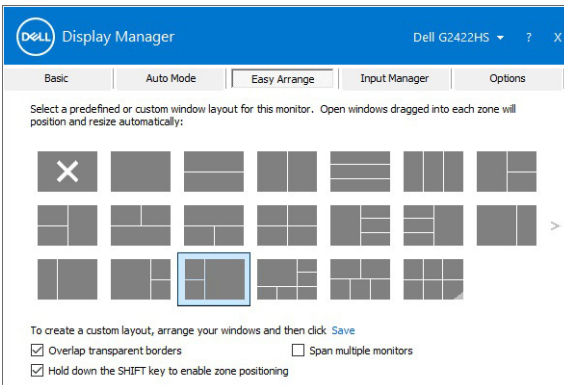 DELL Display Manager Dell G2422HS ? X
Basic Auto Mode Easy Arrange Input Manager Options
Select a predefined or custom window layout for this monitor. Open windows dragged into each zone will
position and resize automatically:
>
To create a custom layout, arrange your windows and then click Save
Overlap transparent borders Span multiple monitors
Hold down the SHIFT key to enable zone positioning